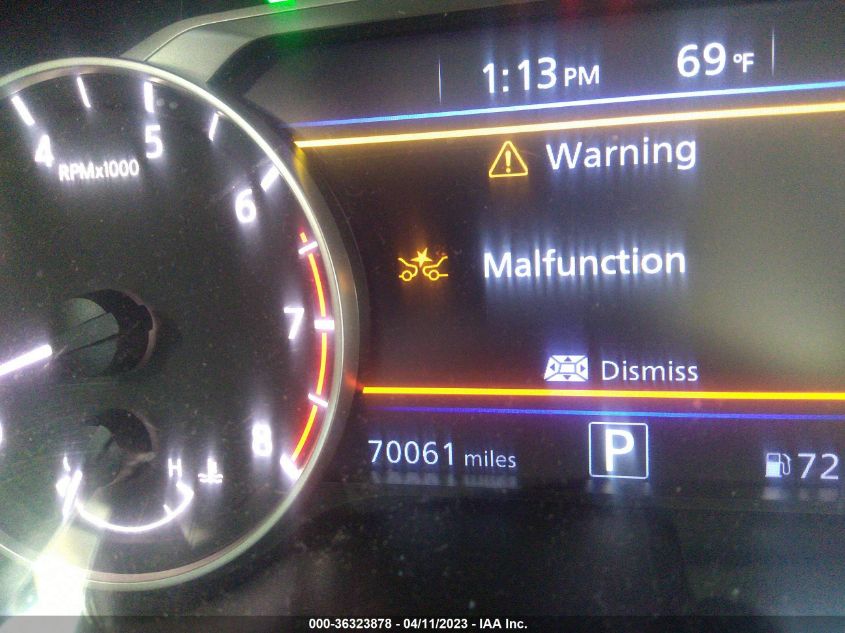 1:13 PM 69 °F
4 5
RPMx1000
Warning
6
Malfunction
7
Dismiss
8
70061 miles P 72
H
000-36323878 - 04/11/2023 - IAA Inc.